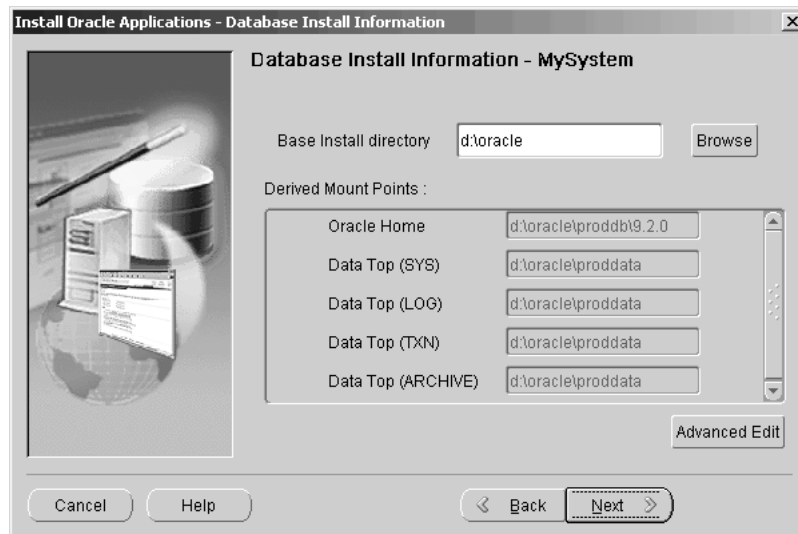 Install Oracle Applications - Database Install Information
Database Install Information - MySystem
Base Install directory d:\oracle Browse
Derived Mount Points :
Oracle Home d:\oracle\proddb\9.2.0
Data Top (SYS) d:\oracle\proddata
Data Top (LOG) d:\oracle\proddata
Data Top (TXN) d:\oracle\proddata
Data Top (ARCHIVE) d:\oracle\proddata
Advanced Edit
Cancel Help Back Next